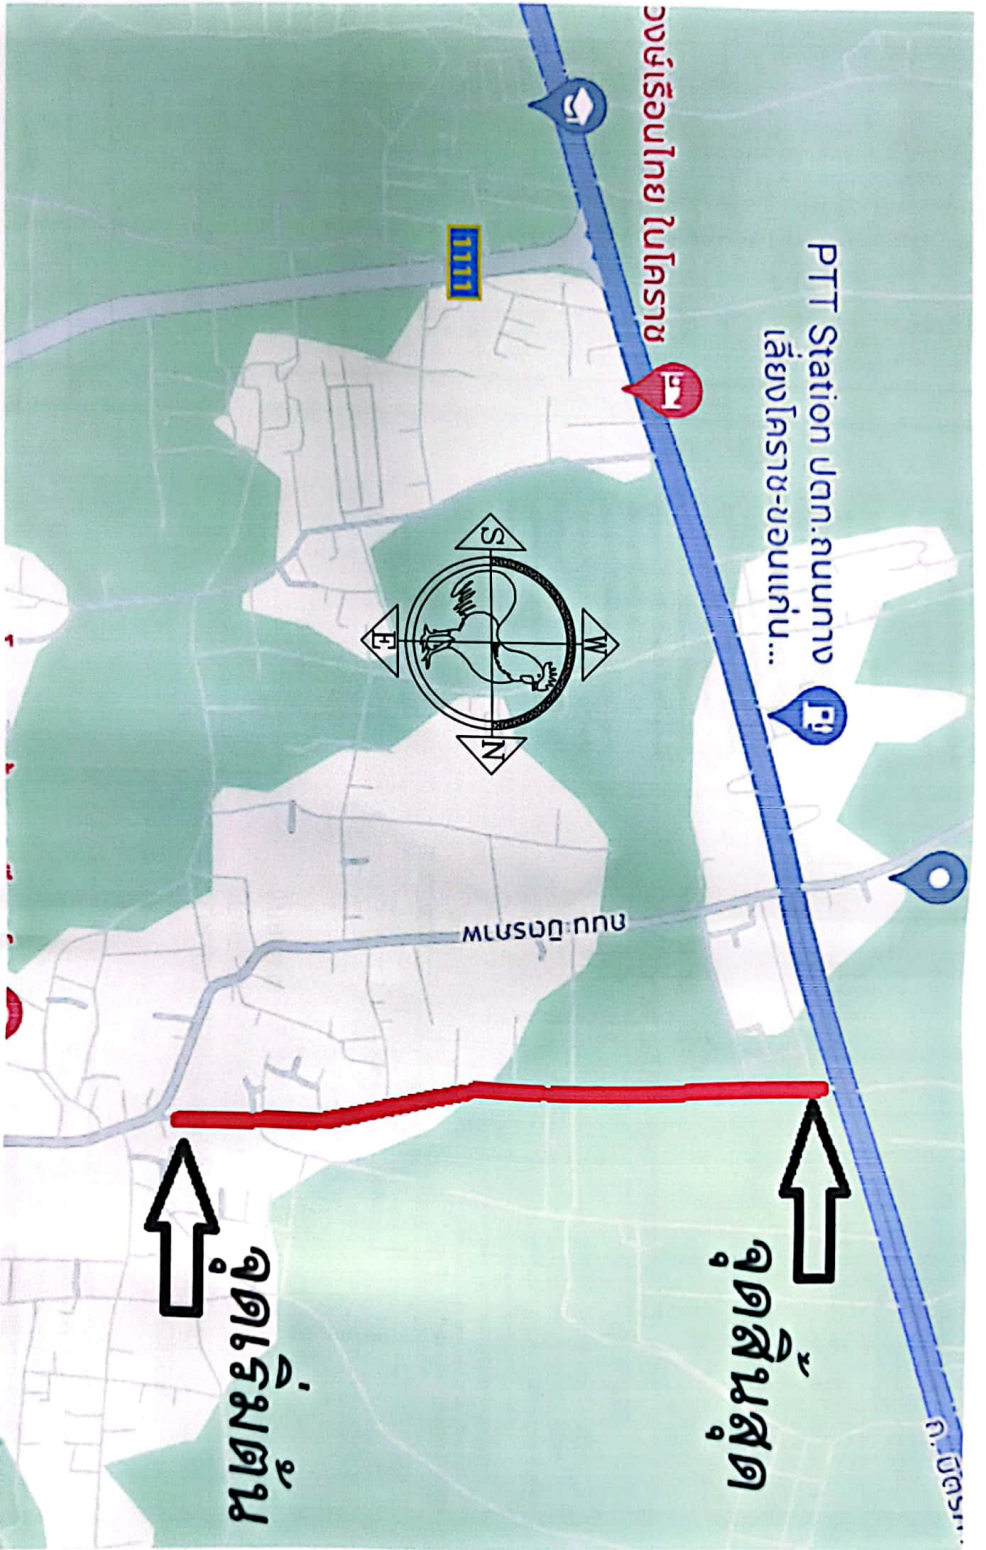 วงษ์เรือนไทย ในโคราช
PTT Station ปตท.ถนนทาง
เลี่ยงโคราช-ขอนแก่น...
1111
S
W
E
N
ถนนมิตรภาพ
จุดสิ้นสุด
จุดเริ่มต้น